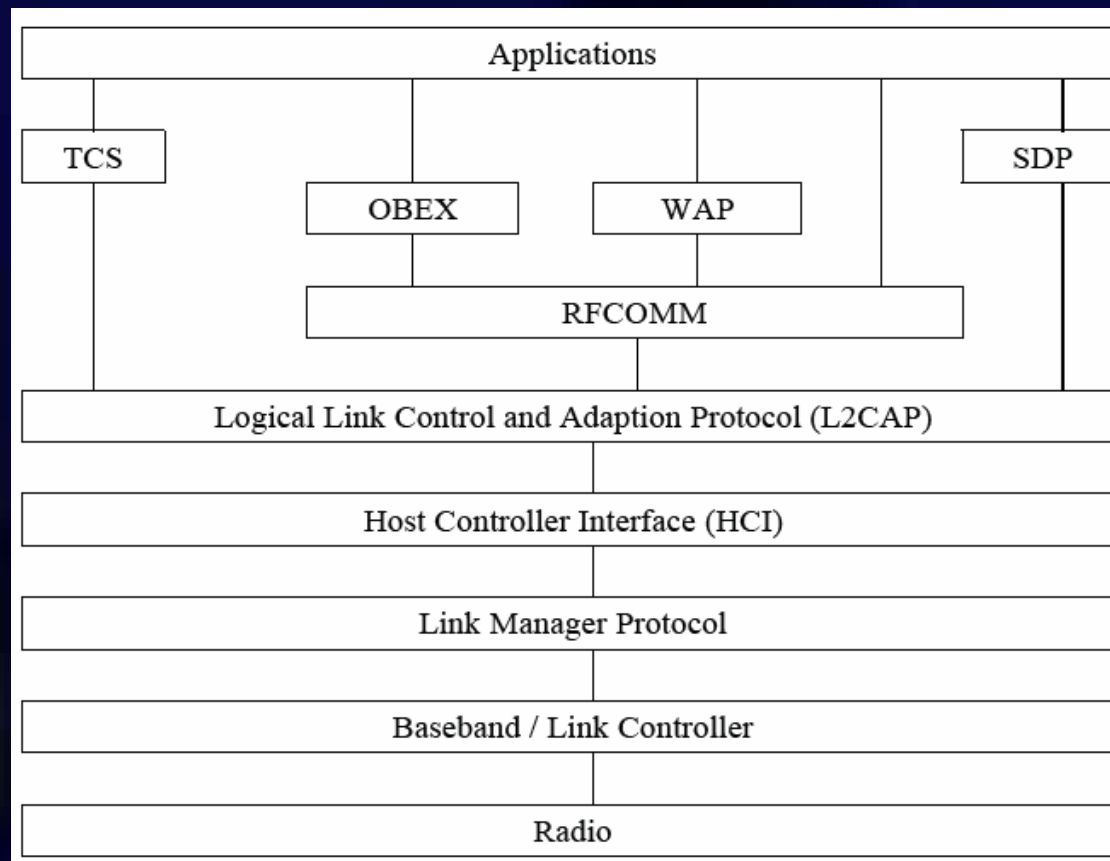 Applications
TCS
SDP
OBEX
WAP
RFCOMM
Logical Link Control and Adaption Protocol (L2CAP)
Host Controller Interface (HCI)
Link Manager Protocol
Baseband / Link Controller
Radio